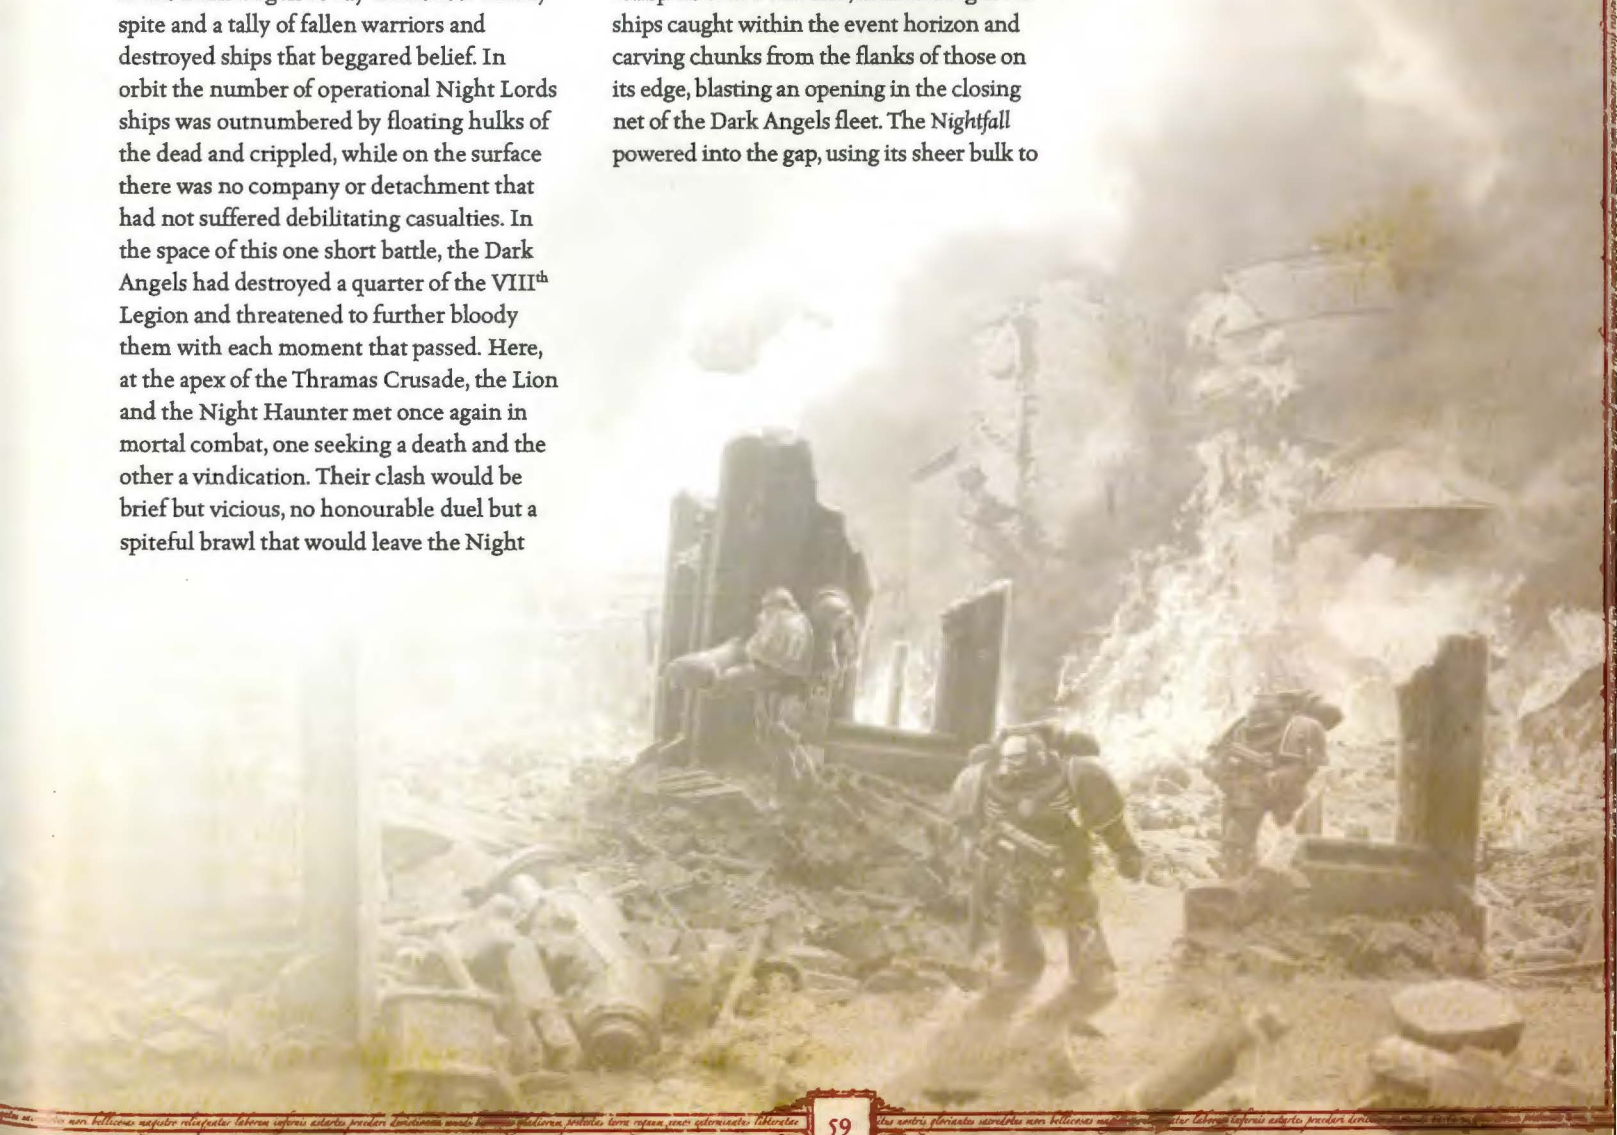 spite and a tally of fallen warriors and
destroyed ships that beggared belief. In
orbit the number of operational Night Lords
ships was outnumbered by floating hulks of
the dead and crippled, while on the surface
there was no company or detachment that
had not suffered debilitating casualties. In
the space of this one short battle, the Dark
Angels had destroyed a quarter of the VIIIth
Legion and threatened to further bloody
them with each moment that passed. Here,
at the apex of the Thramas Crusade, the Lion
and the Night Haunter met once again in
mortal combat, one seeking a death and the
other a vindication. Their clash would be
brief but vicious, no honourable duel but a
spiteful brawl that would leave the Night
ships caught within the event horizon and
carving chunks from the flanks of those on
its edge, blasting an opening in the closing
net of the Dark Angels fleet. The Nightfall
powered into the gap, using its sheer bulk to
59